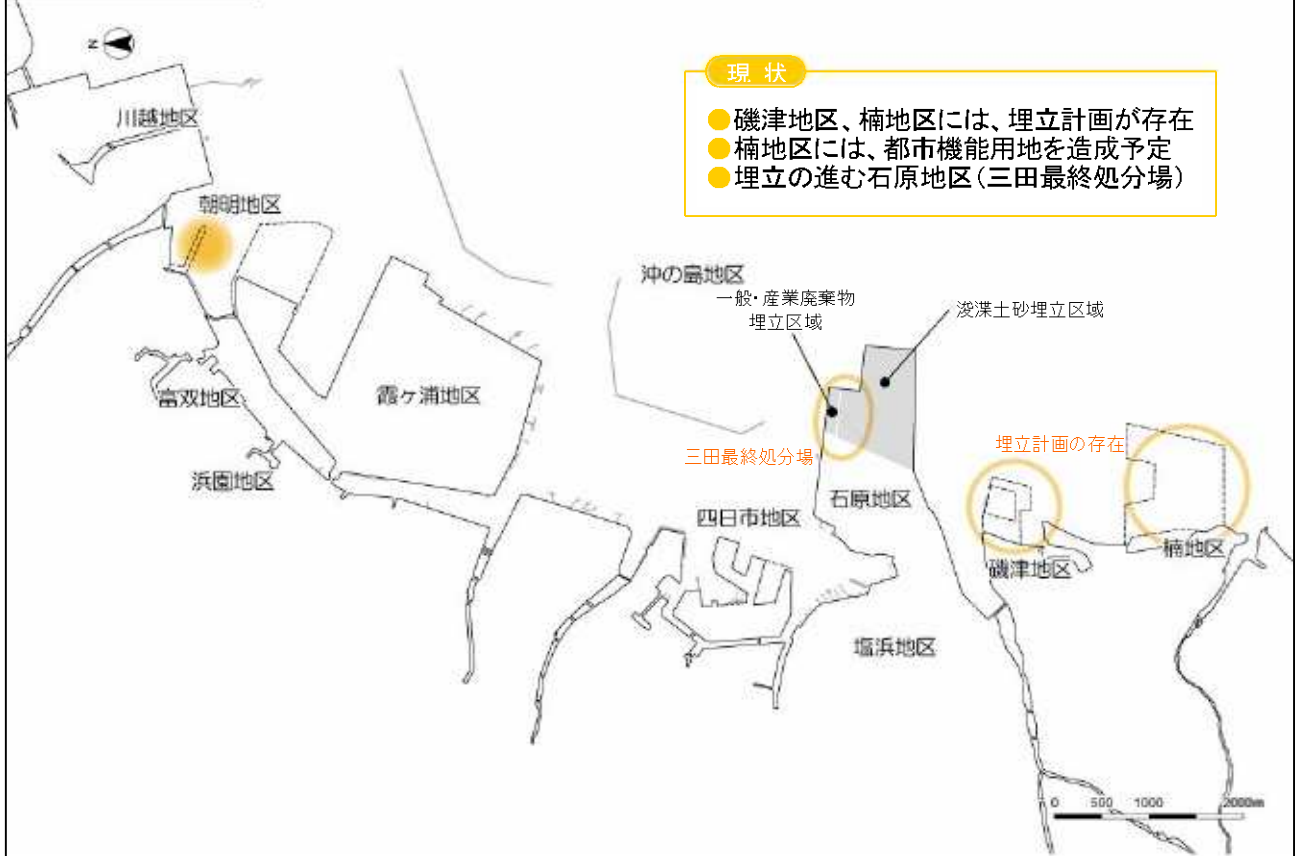 N
現 状
●磯津地区、楠地区には、埋立計画が存在
●楠地区には、都市機能用地を造成予定
●埋立の進む石原地区(三田最終処分場)
川越地区
朝明地区
沖の島地区
一般・産業廃棄物
埋立区域
浚渫土砂埋立区域
富双地区
霞ヶ浦地区
埋立計画の存在
三田最終処分場
浜園地区
石原地区
四日市地区
楠地区
磯津地区
塩浜地区
0 500 1000 2000m